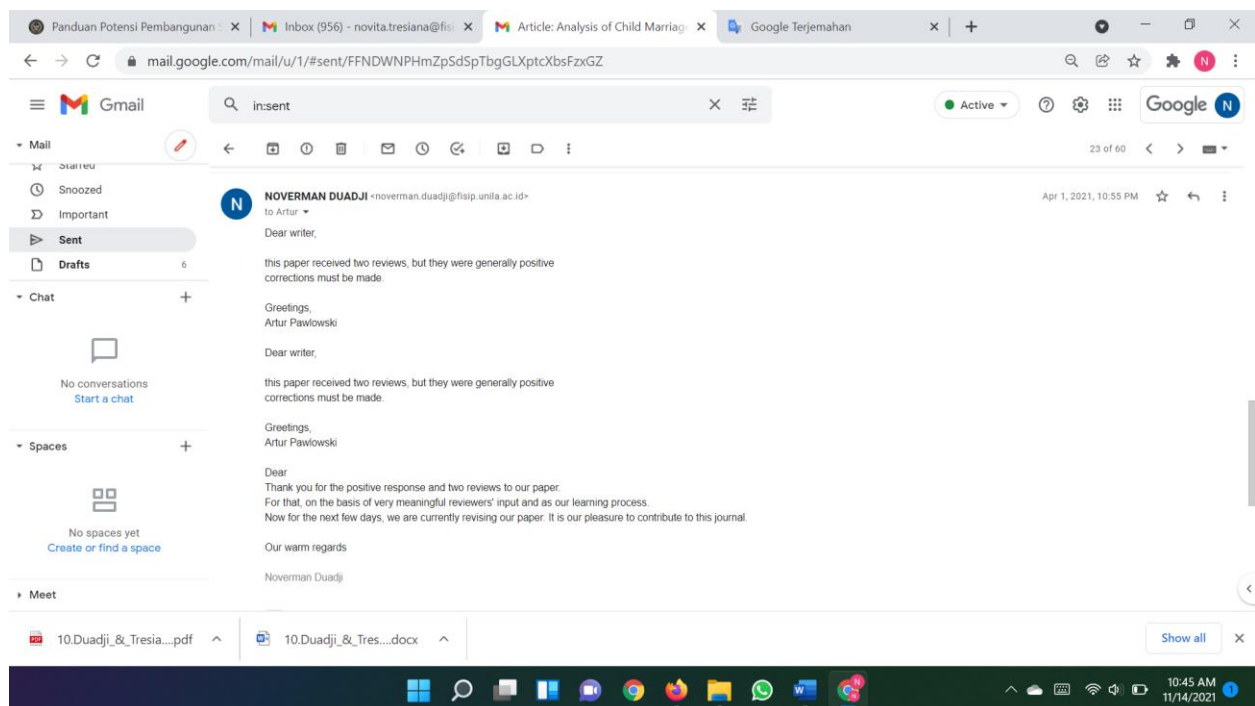 Panduan Potensi Pembangunan S
Inbox (956) - novita.tresiana@fisi
Article: Analysis of Child Marriag
Google Terjemahan
mail.google.com/mail/u/1/#sent/FFNDWNPHmZpSdSpTbgGLXptcXbsFzxGZ
N
Gmail
in:sent
Active
Google
N
Mail
23 of 60
Starred
Snoozed
Important
Sent
Drafts 6
Chat
No conversations
Start a chat
Spaces
No spaces yet
Create or find a space
Meet
N
NOVERMAN DUADJI <noverman.duadji@fisip.unila.ac.id>
Apr 1, 2021, 10:55 PM
to Artur
Dear writer,
this paper received two reviews, but they were generally positive
corrections must be made.
Greetings,
Artur Pawlowski
Dear writer,
this paper received two reviews, but they were generally positive
corrections must be made.
Greetings,
Artur Pawlowski
Dear
Thank you for the positive response and two reviews to our paper.
For that, on the basis of very meaningful reviewers' input and as our learning process.
Now for the next few days, we are currently revising our paper. It is our pleasure to contribute to this journal.
Our warm regards
Noverman Duadji
10.Duadji_&_Tresia....pdf
10.Duadji_&_Tres....docx
Show all
10:45 AM
11/14/2021
1